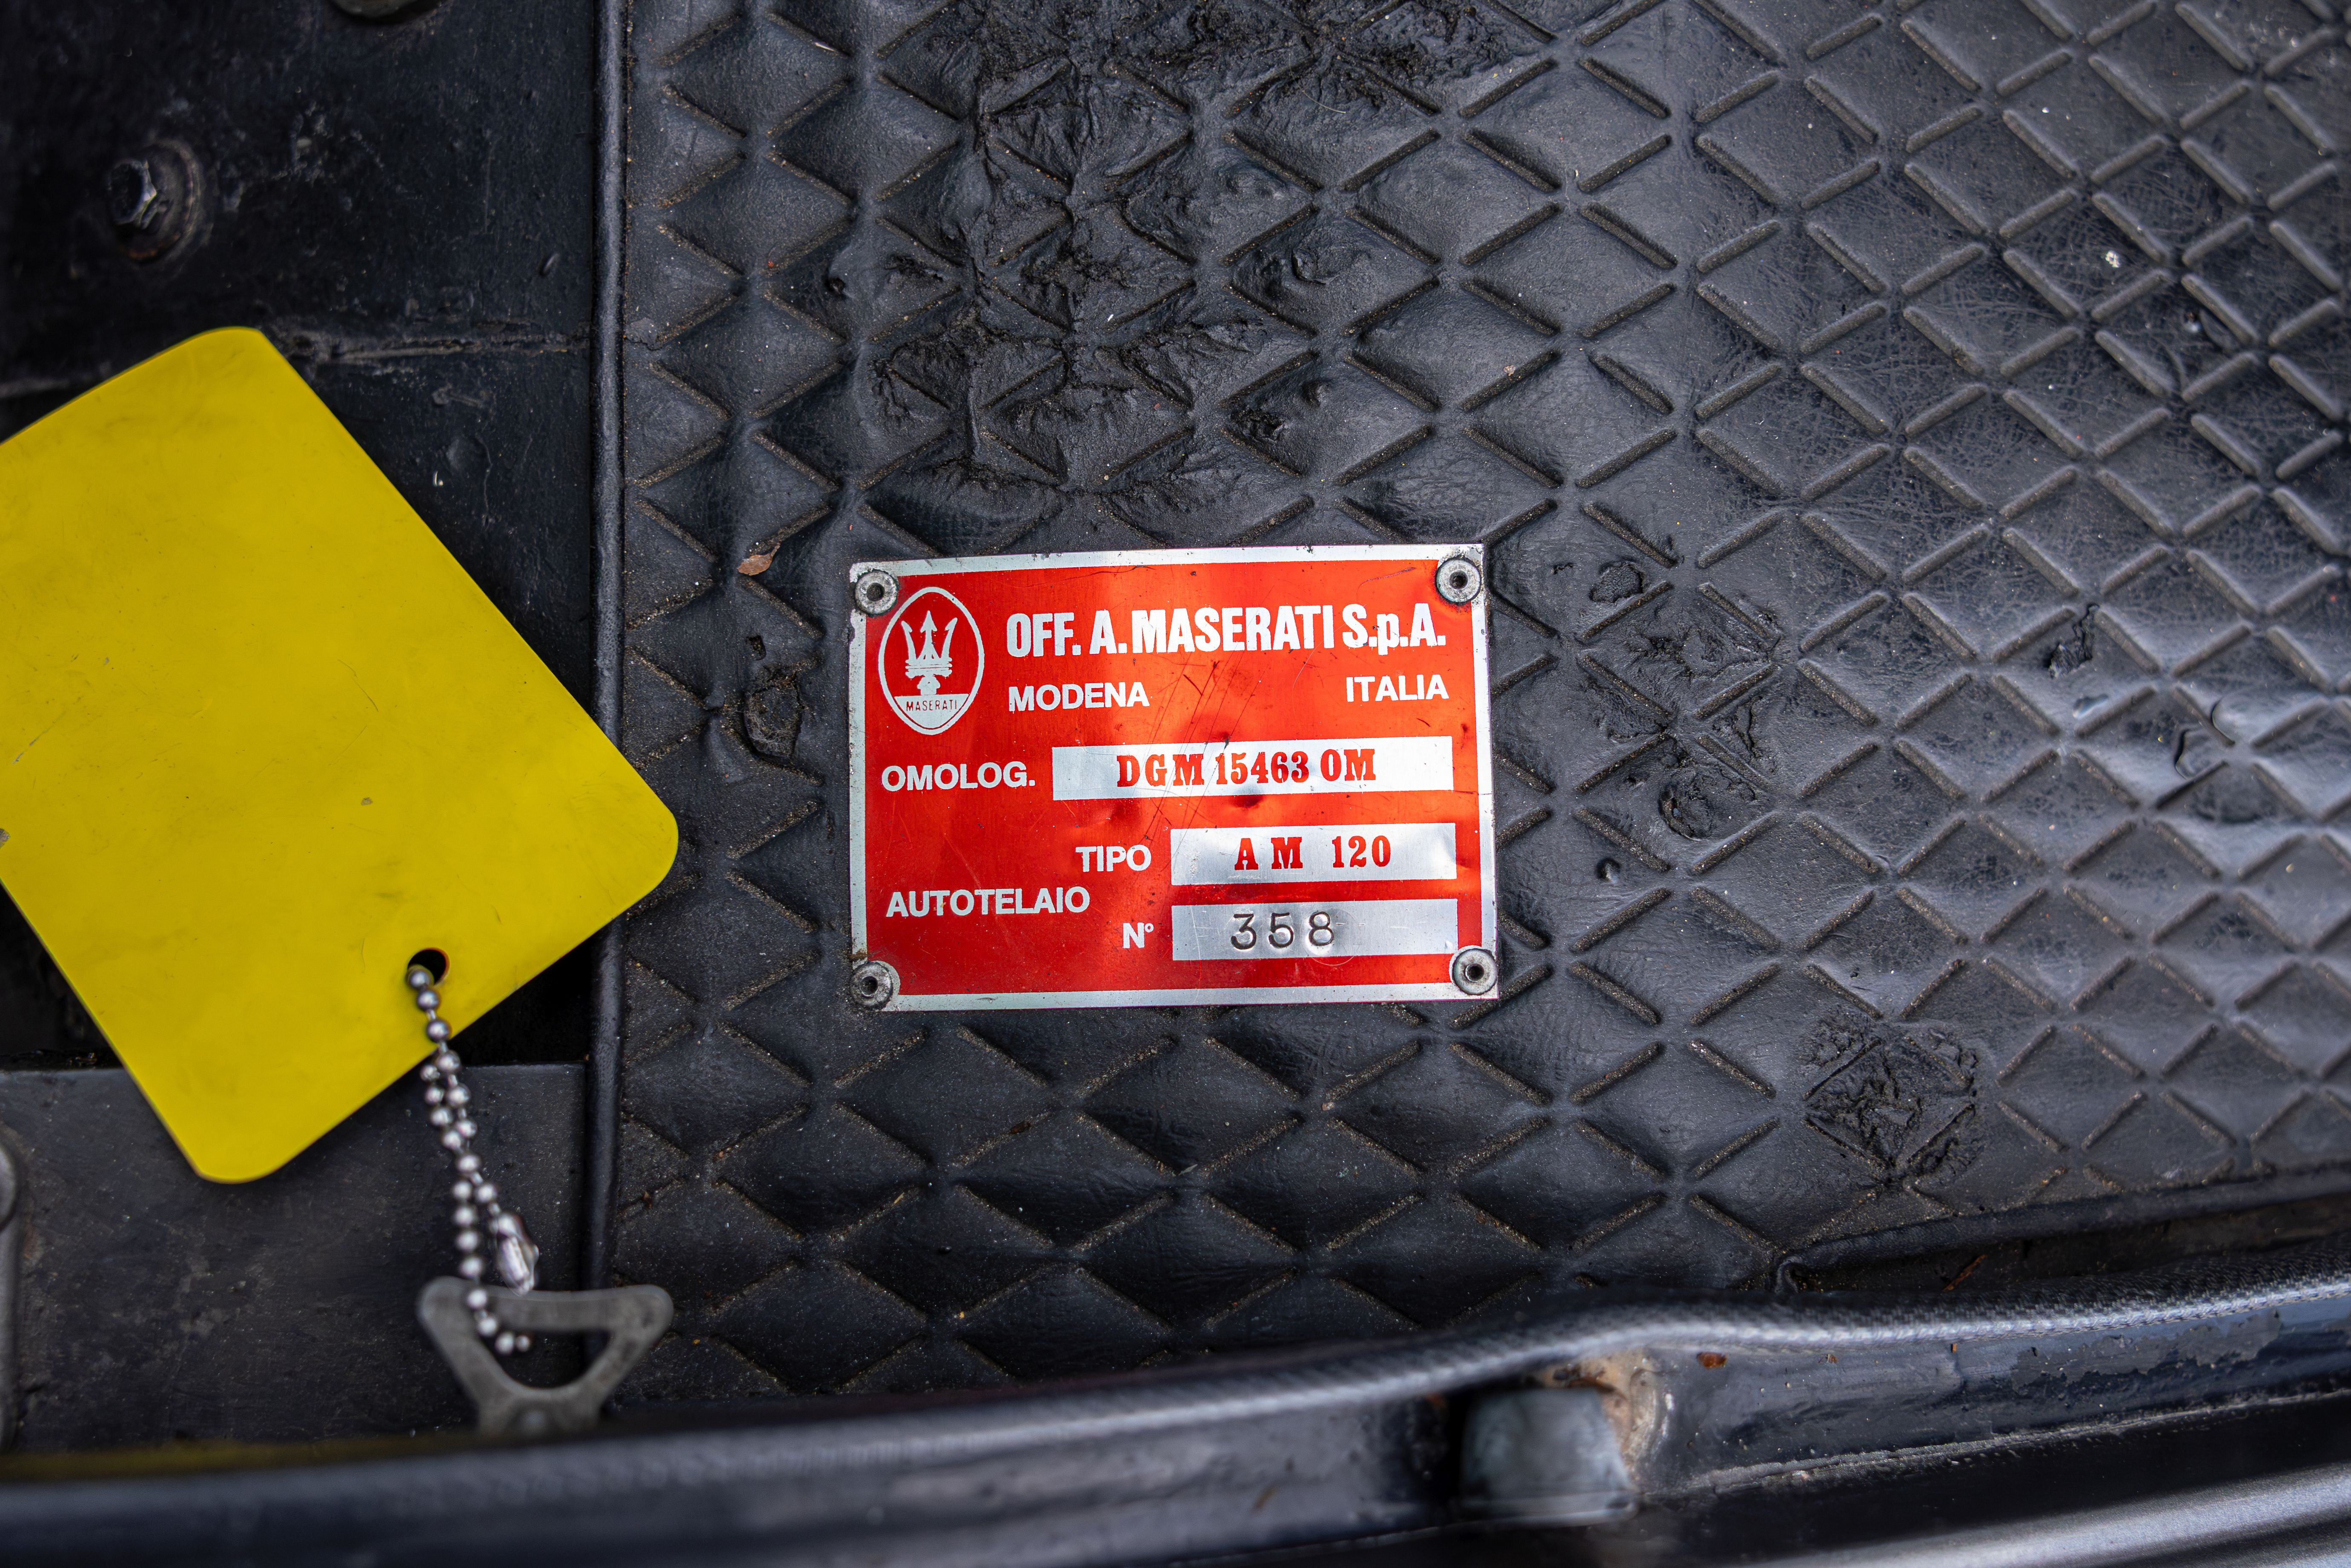 OFF. A. MASERATI S.p.A.
MODENA ITALIA
MASERATI
OMOLOG. DGM 15463 OM
TIPO AM 120
AUTOTELAIO
N° 358